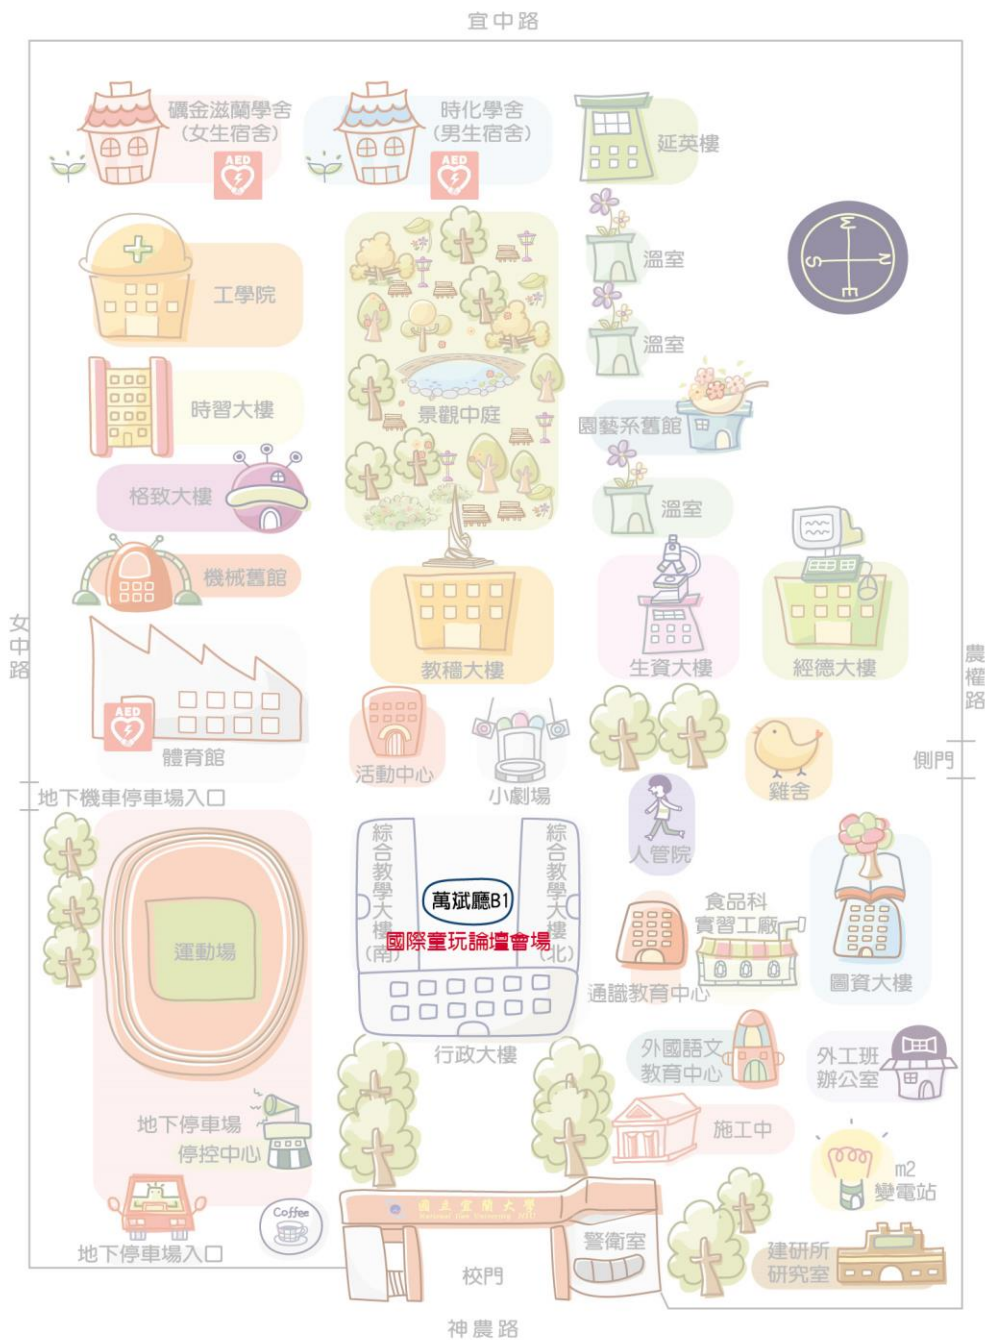 宜中路
礪金滋蘭學舍
(女生宿舍)
AED
時化學舍
(男生宿舍)
AED
延英樓
W
N
S
E
溫室
工學院
溫室
時習大樓
景觀中庭
園藝系舊館
格致大樓
溫室
機械舊館
女中路
教穡大樓
生資大樓
經德大樓
農權路
AED
體育館
活動中心
小劇場
雞舍
側門
地下機車停車場入口
人管院
綜合教學大樓(南)
綜合教學大樓(北)
萬斌廳B1
國際童玩論壇會場
運動場
食品科
實習工廠
通識教育中心
圖資大樓
行政大樓
外國語文
教育中心
外工班
辦公室
地下停車場
停控中心
施工中
m2
變電站
Coffee
國立宜蘭大學
National Ilan University
地下停車場入口
校門
警衛室
建研所
研究室
神農路